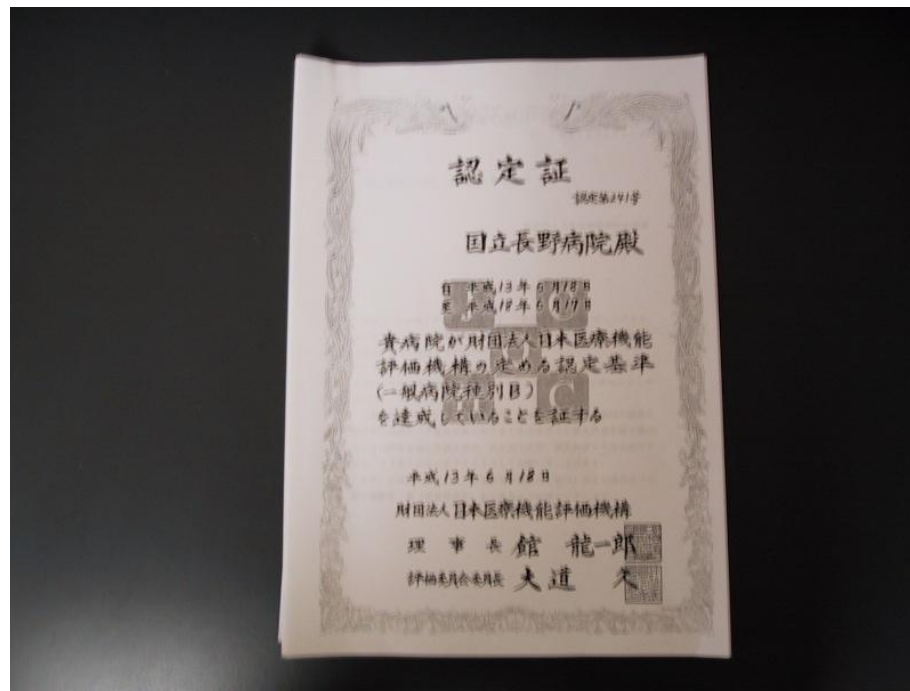 認定証
認定第241号
国立長野病院殿
自 平成13年6月18日
至 平成18年6月17日
貴病院が財団法人日本医療機能
評価機構の定める認定基準
(一般病院種別B)
を達成していることを証する
平成13年6月18日
財団法人日本医療機能評価機構
理事長 館 龍一郎
評価委員会委員長 大道 久